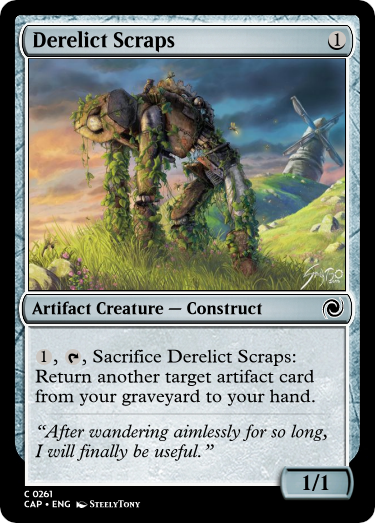 Derelict Scraps 1
Artifact Creature — Construct
1, , Sacrifice Derelict Scraps:
Return another target artifact card
from your graveyard to your hand.
“After wandering aimlessly for so long,
I will finally be useful.”
1/1
C 0261
CAP • ENG SteelyTony